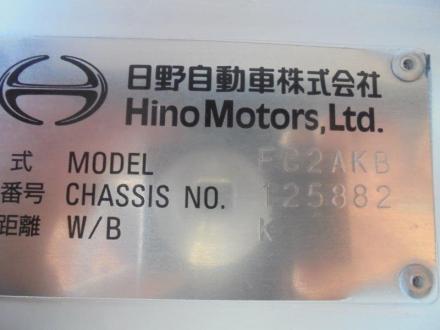 日野自動車株式会社
Hino Motors, Ltd.
式 MODEL FC2AKB
番号 CHASSIS NO. 125882
距離 W/B K